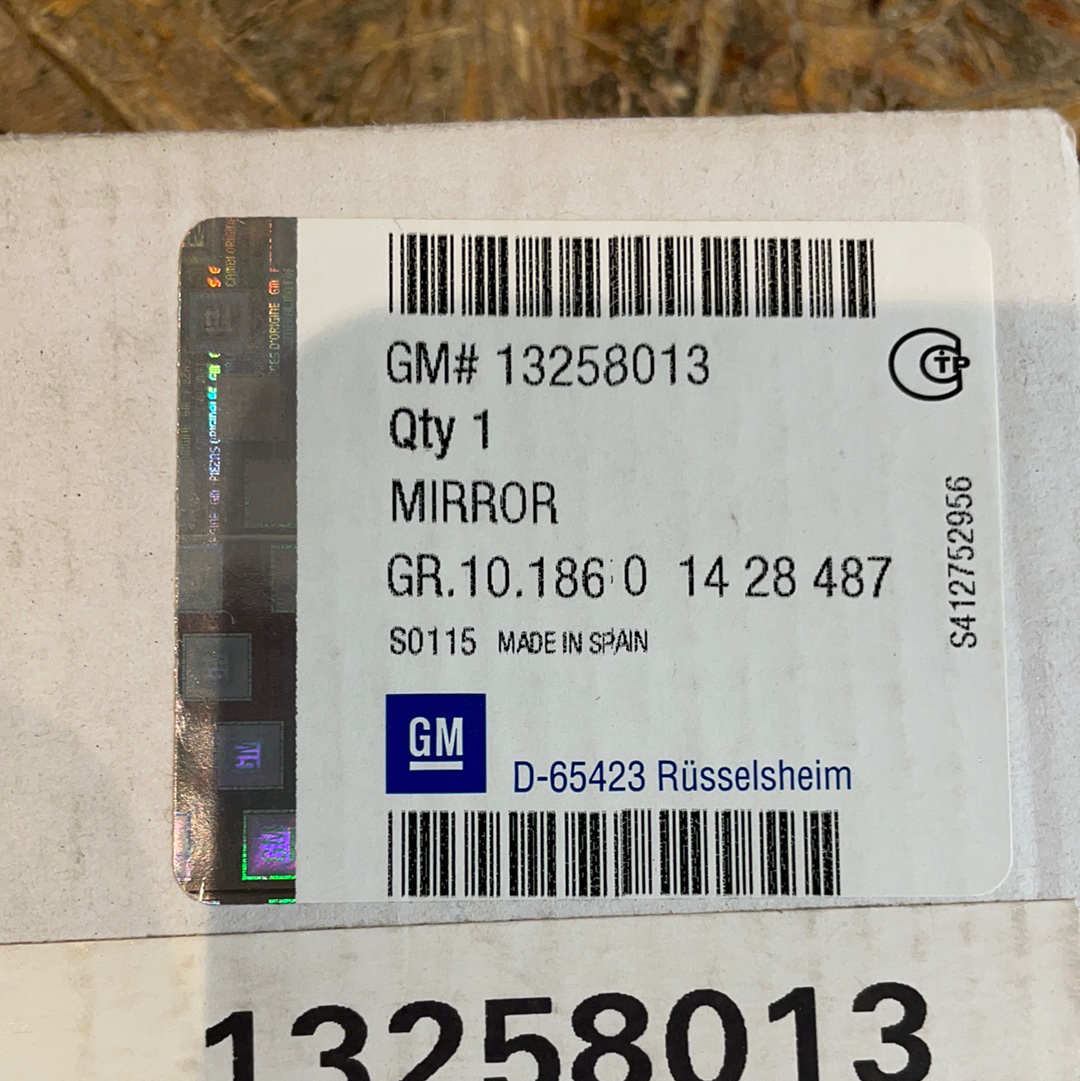 GM# 13258013
Qty 1
MIRROR
GR.10.186 0 14 28 487
S0115 MADE IN SPAIN
S412752956
GM
D-65423 Rüsselsheim
13258013